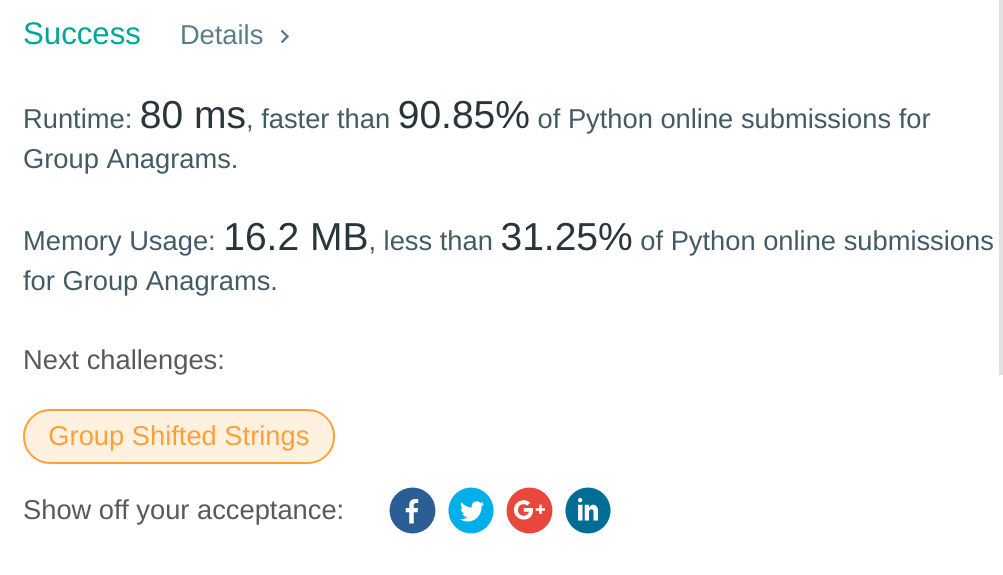 Success Details >
Runtime: 80 ms, faster than 90.85% of Python online submissions for
Group Anagrams.
Memory Usage: 16.2 MB, less than 31.25% of Python online submissions
for Group Anagrams.
Next challenges:
Group Shifted Strings
Show off your acceptance: f G+ in